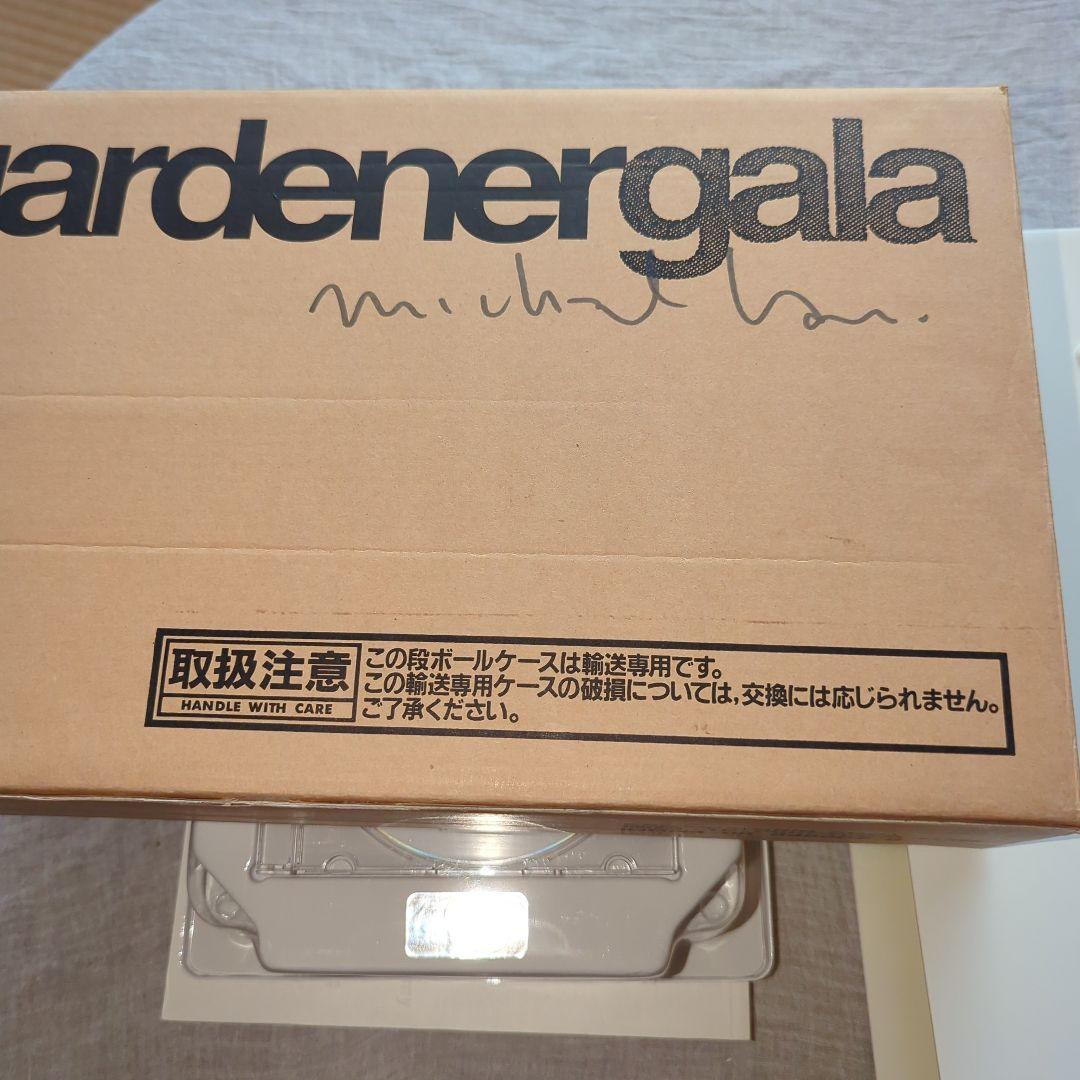 ardenergala
取扱注意
HANDLE WITH CARE
この段ボールケースは輸送専用です。
この輸送専用ケースの破損については,交換には応じられません。
ご了承ください。